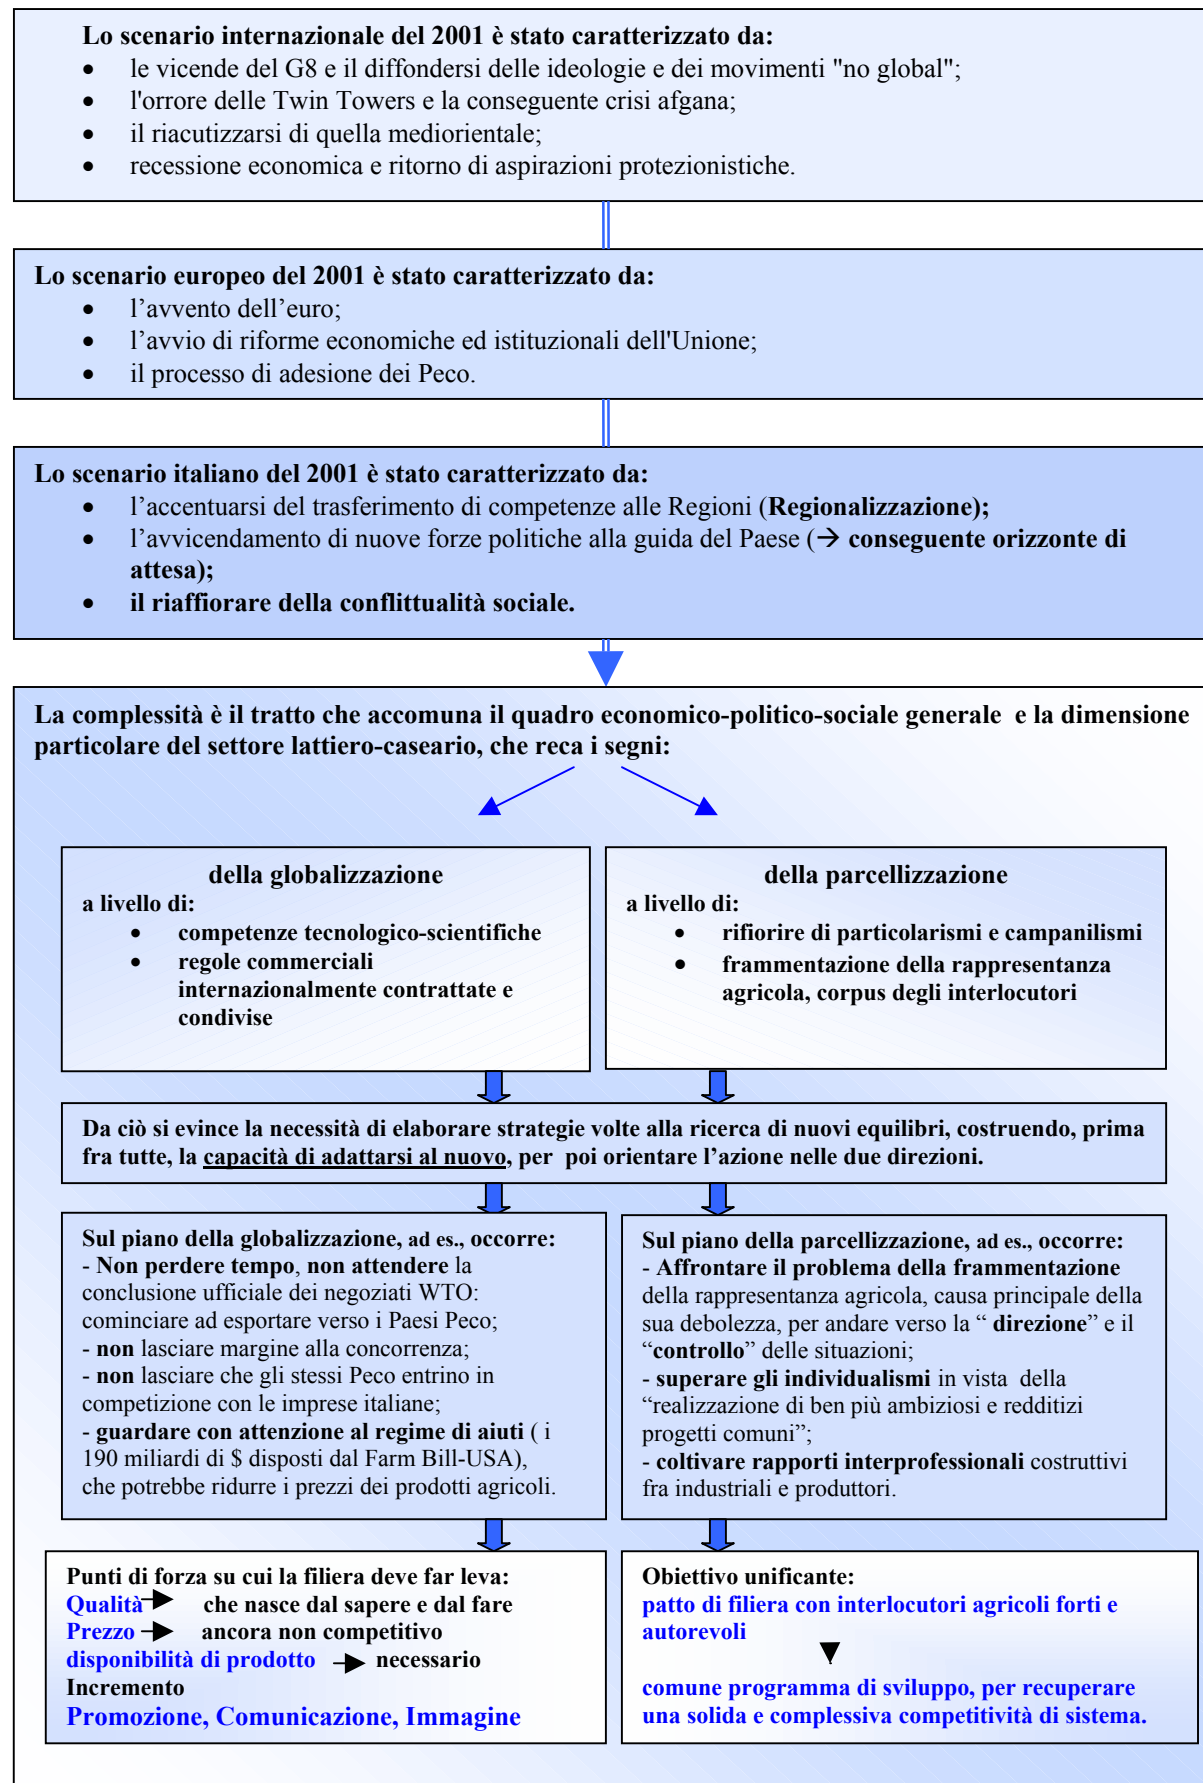 Lo scenario internazionale del 2001 è stato caratterizzato da:
• le vicende del G8 e il diffondersi delle ideologie e dei movimenti "no global";
• l'orrore delle Twin Towers e la conseguente crisi afgana;
• il riacutizzarsi di quella mediorientale;
• recessione economica e ritorno di aspirazioni protezionistiche.
Lo scenario europeo del 2001 è stato caratterizzato da:
• l’avvento dell’euro;
• l’avvio di riforme economiche ed istituzionali dell'Unione;
• il processo di adesione dei Peco.
Lo scenario italiano del 2001 è stato caratterizzato da:
• l’accentuarsi del trasferimento di competenze alle Regioni (Regionalizzazione);
• l’avvicendamento di nuove forze politiche alla guida del Paese (→ conseguente orizzonte di
attesa);
• il riaffiorare della conflittualità sociale.
La complessità è il tratto che accomuna il quadro economico-politico-sociale generale e la dimensione
particolare del settore lattiero-caseario, che reca i segni:
della globalizzazione
a livello di:
• competenze tecnologico-scientifiche
• regole commerciali
internazionalmente contrattate e
condivise
della parcellizzazione
a livello di:
• rifiorire di particolarismi e campanilismi
• frammentazione della rappresentanza
agricola, corpus degli interlocutori
Da ciò si evince la necessità di elaborare strategie volte alla ricerca di nuovi equilibri, costruendo, prima
fra tutte, la capacità di adattarsi al nuovo, per poi orientare l’azione nelle due direzioni.
Sul piano della globalizzazione, ad es., occorre:
- Non perdere tempo, non attendere la
conclusione ufficiale dei negoziati WTO:
cominciare ad esportare verso i Paesi Peco;
- non lasciare margine alla concorrenza;
- non lasciare che gli stessi Peco entrino in
competizione con le imprese italiane;
- guardare con attenzione al regime di aiuti ( i
190 miliardi di $ disposti dal Farm Bill-USA),
che potrebbe ridurre i prezzi dei prodotti agricoli.
Sul piano della parcellizzazione, ad es., occorre:
- Affrontare il problema della frammentazione
della rappresentanza agricola, causa principale della
sua debolezza, per andare verso la “ direzione” e il
“controllo” delle situazioni;
- superare gli individualismi in vista della
“realizzazione di ben più ambiziosi e redditizi
progetti comuni”;
- coltivare rapporti interprofessionali costruttivi
fra industriali e produttori.
Punti di forza su cui la filiera deve far leva:
Qualità che nasce dal sapere e dal fare
Prezzo ancora non competitivo
disponibilità di prodotto necessario
Incremento
Promozione, Comunicazione, Immagine
Obiettivo unificante:
patto di filiera con interlocutori agricoli forti e
autorevoli
comune programma di sviluppo, per recuperare
una solida e complessiva competitività di sistema.